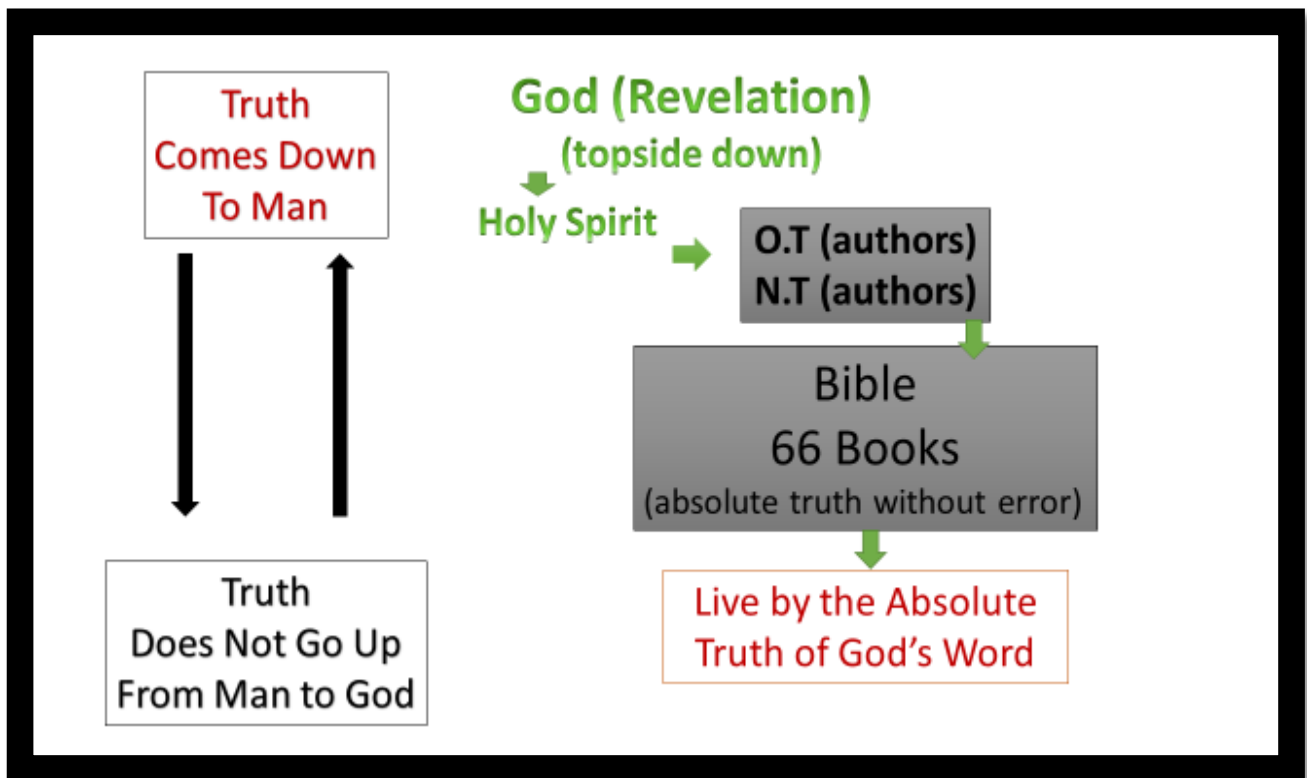 Truth
Comes Down
To Man
Truth
Does Not Go Up
From Man to God
God (Revelation)
(topside down)
Holy Spirit
O.T (authors)
N.T (authors)
Bible
66 Books
(absolute truth without error)
Live by the Absolute
Truth of God's Word